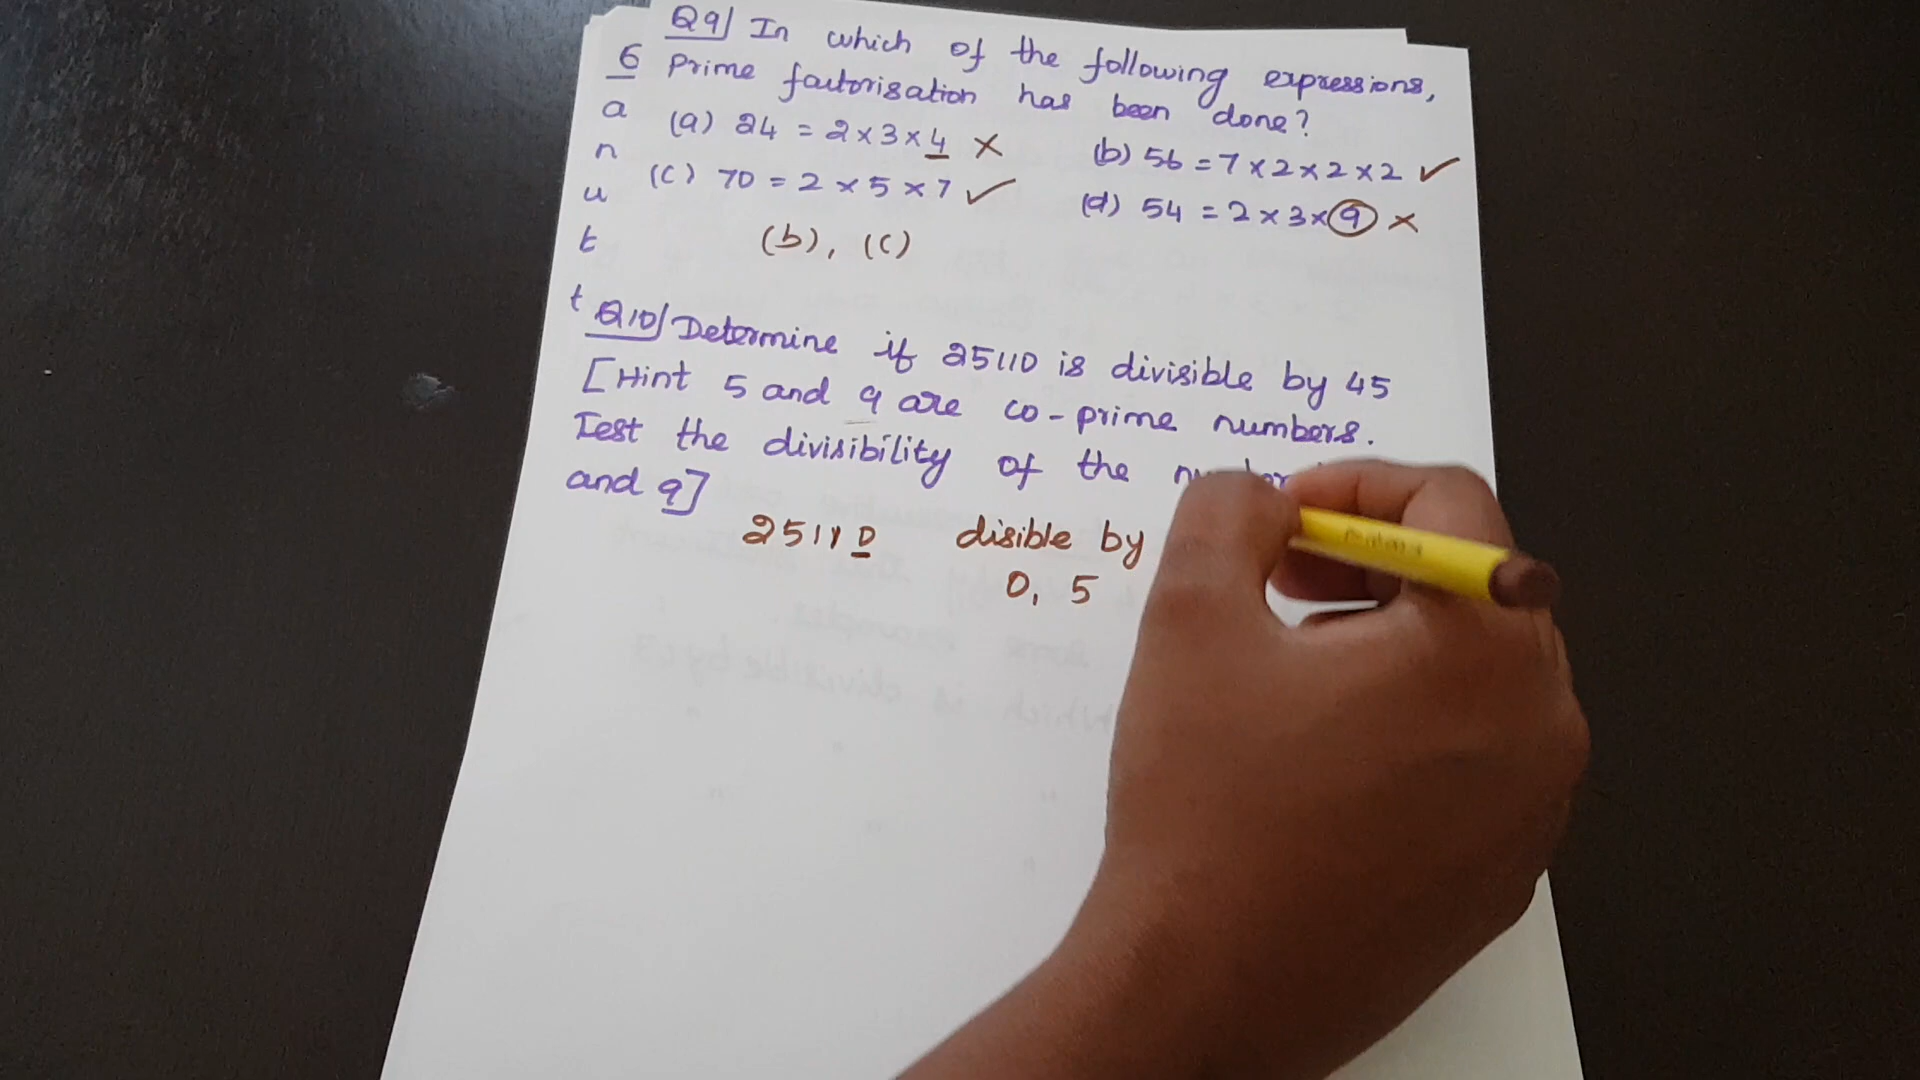 Q9/ In which of the following expressions,
6 Prime factorisation has been done?
a (a) 24 = 2 x 3 x 4 ✗ (b) 56 = 7 x 2 x 2 x 2 ✓
n (c) 70 = 2 x 5 x 7 ✓ (d) 54 = 2 x 3 x 9 ✗
u
t (b), (c)
t
Q10/ Determine if 25110 is divisible by 45
[Hint 5 and 9 are co-prime numbers.
Test the divisibility of the
and 9]
25110 disible by
0, 5